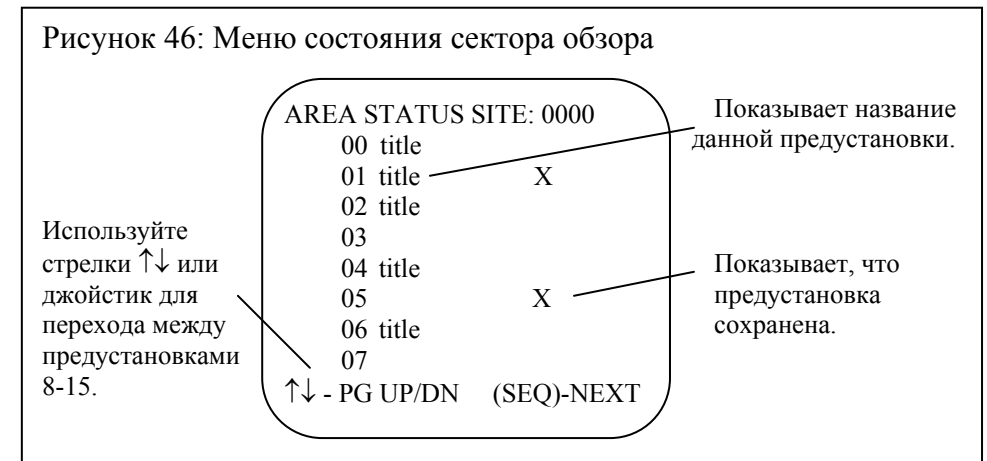 Рисунок 46: Меню состояния сектора обзора
AREA STATUS SITE: 0000
00 title
01 title X
02 title
03
04 title
05 X
06 title
07
↑↓ - PG UP/DN (SEQ)-NEXT
Используйте
стрелки ↑↓ или
джойстик для
перехода между
предустановками
8-15.
Показывает название
данной предустановки.
Показывает, что
предустановка
сохранена.